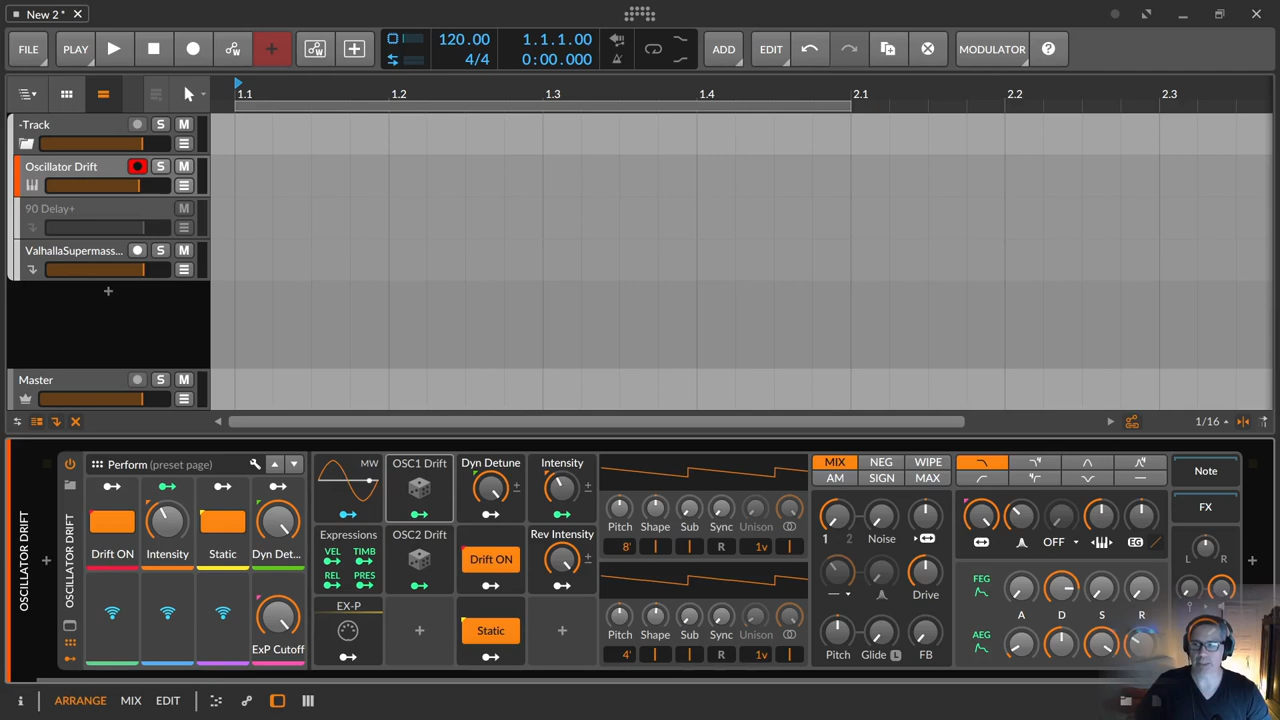 New 2 *
FILE
PLAY
120.00
4/4
1.1.1.00
0:00.000
ADD
EDIT
MODULATOR
1.1
1.2
1.3
1.4
2.1
2.2
2.3
-Track
S
M
Oscillator Drift
S
M
90 Delay+
M
ValhallaSupermass...
S
M
Master
S
M
1/16
OSCILLATOR DRIFT
OSCILLATOR DRIFT
Perform (preset page)
Drift ON
Intensity
Static
Dyn Det...
ExP Cutoff
MW
OSC1 Drift
Dyn Detune
Intensity
Expressions
VEL
TIMB
REL
PRES
OSC2 Drift
Drift ON
Rev Intensity
EX-P
Static
Pitch
Shape
Sub
Sync
Unison
8'
R
1v
Pitch
Shape
Sub
Sync
Unison
4'
R
1v
MIX
NEG
WIPE
AM
SIGN
MAX
1
2
Noise
Drive
Pitch
Glide
L
FB
OFF
EG
FEG
A
D
S
R
AEG
Note
FX
L
R
ARRANGE
MIX
EDIT